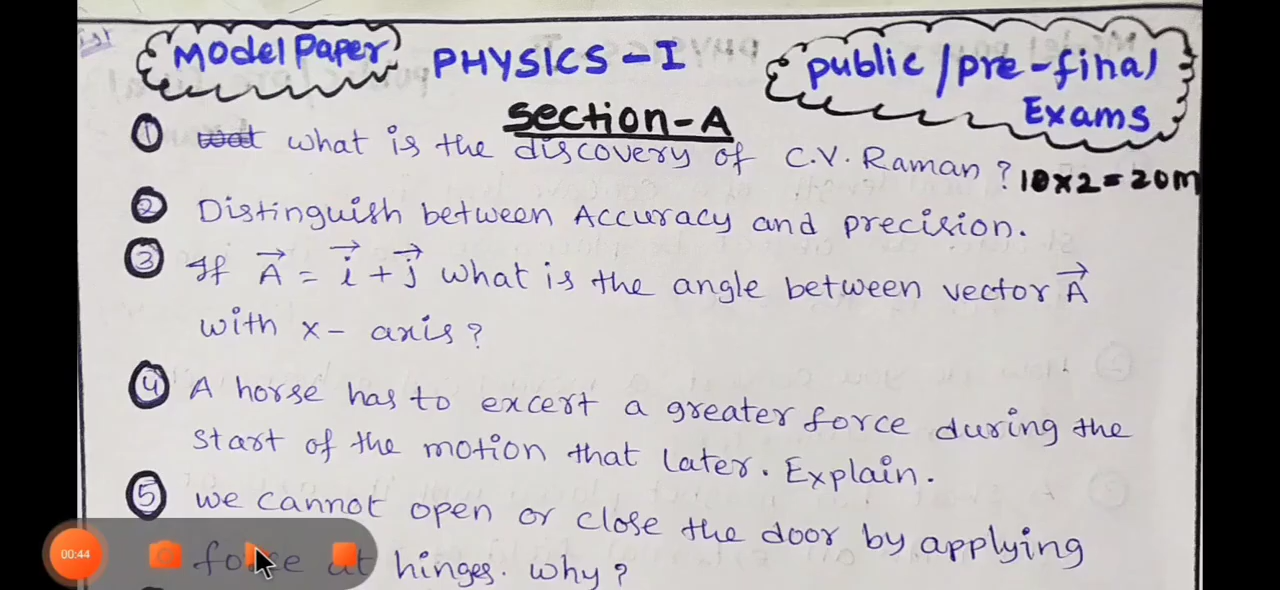 Model Paper PHYSICS - I public/pre-final
Exams
Section-A
① what is the discovery of C.V. Raman?
10 x 2 = 20m
② Distinguish between Accuracy and precision.
③ If A⃗ = i⃗ + j⃗ what is the angle between vector A⃗
with x- axis?
④ A horse has to excert a greater force during the
start of the motion that later. Explain.
⑤ we cannot open or close the door by applying
force at hinges. Why?
00:44